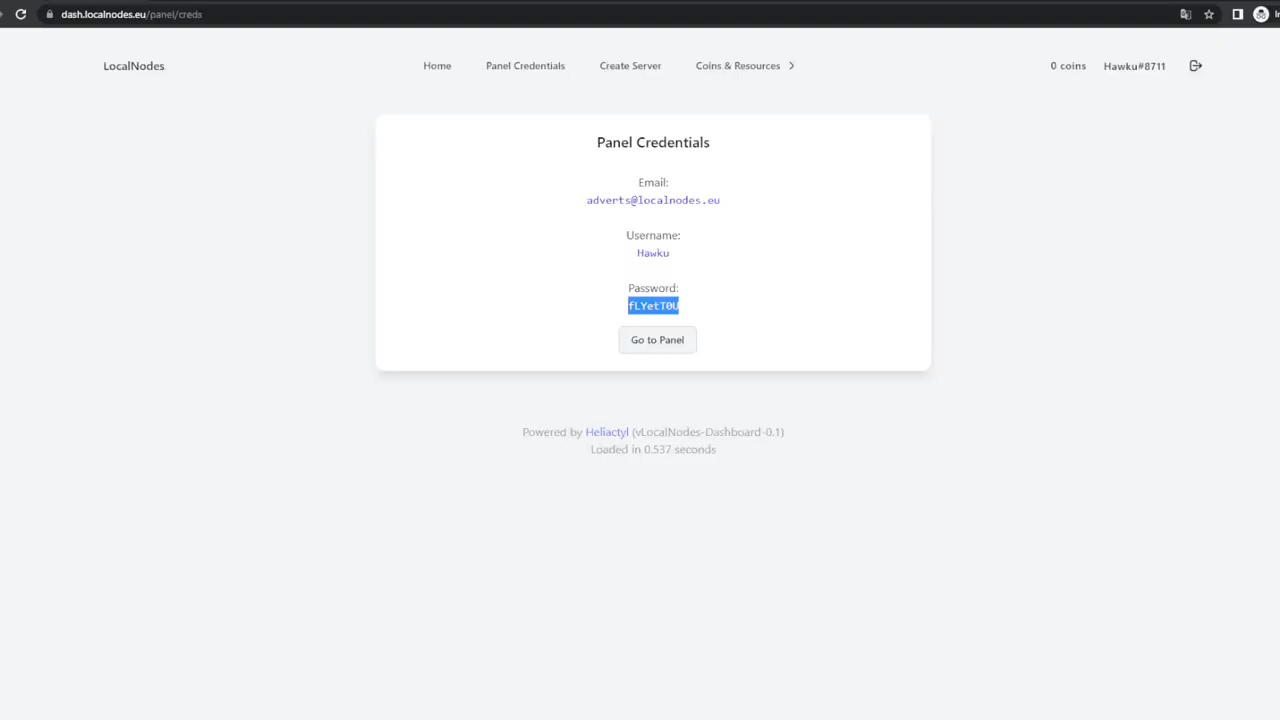 dash.localnodes.eu/panel/creds
LocalNodes
Home
Panel Credentials
Create Server
Coins & Resources
0 coins
Hawku#8711
Panel Credentials
Email:
adverts@localnodes.eu
Username:
Hawku
Password:
fLYetT0U
Go to Panel
Powered by Heliactyl (vLocalNodes-Dashboard-0.1)
Loaded in 0.537 seconds